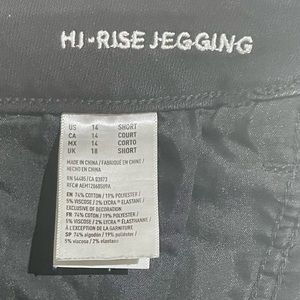 HI-RISE JEGGING
US 14 SHORT
CA 14 COURT
MX 14 CORTO
UK 18 SHORT
MADE IN CHINA / FABRIQUÉ EN CHINE /
HECHO EN CHINA
RN 54485/CA 03973
EN: 74% COTTON / 19% POLYESTER /
5% VISCOSE / 2% LYCRA® ELASTANE //
EXCLUSIVE OF DECORATION
FR: 74% COTON / 19% POLYESTER /
5% VISCOSE / 2% LYCRA® ÉLASTHANNE //
À L'EXCEPTION DE LA GARNITURE
SP: 74% algodón / 19% poliéster /
5% viscosa / 2% elastano